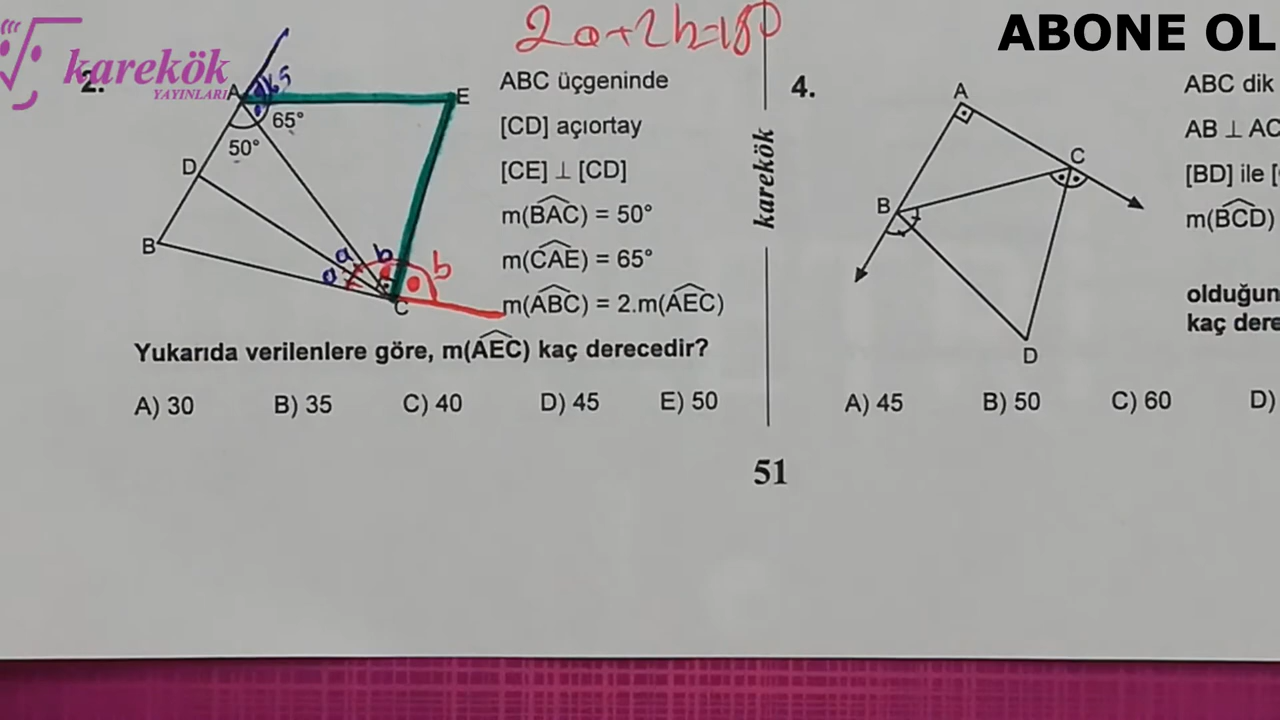 2a+2b=180
ABONE OL
karekök
YAYINLARI
2.
A
65
E
65°
50°
D
B
a
a
b
b
C
ABC üçgeninde
[CD] açıortay
[CE] ⊥ [CD]
m(BAC) = 50°
m(CAE) = 65°
m(ABC) = 2.m(AEC)
Yukarıda verilenlere göre, m(AEC) kaç derecedir?
A) 30 B) 35 C) 40 D) 45 E) 50
karekök
51
4.
A
C
B
D
ABC dik
AB ⊥ AC
[BD] ile [
m(BCD)
olduğun
kaç dere
A) 45 B) 50 C) 60 D)